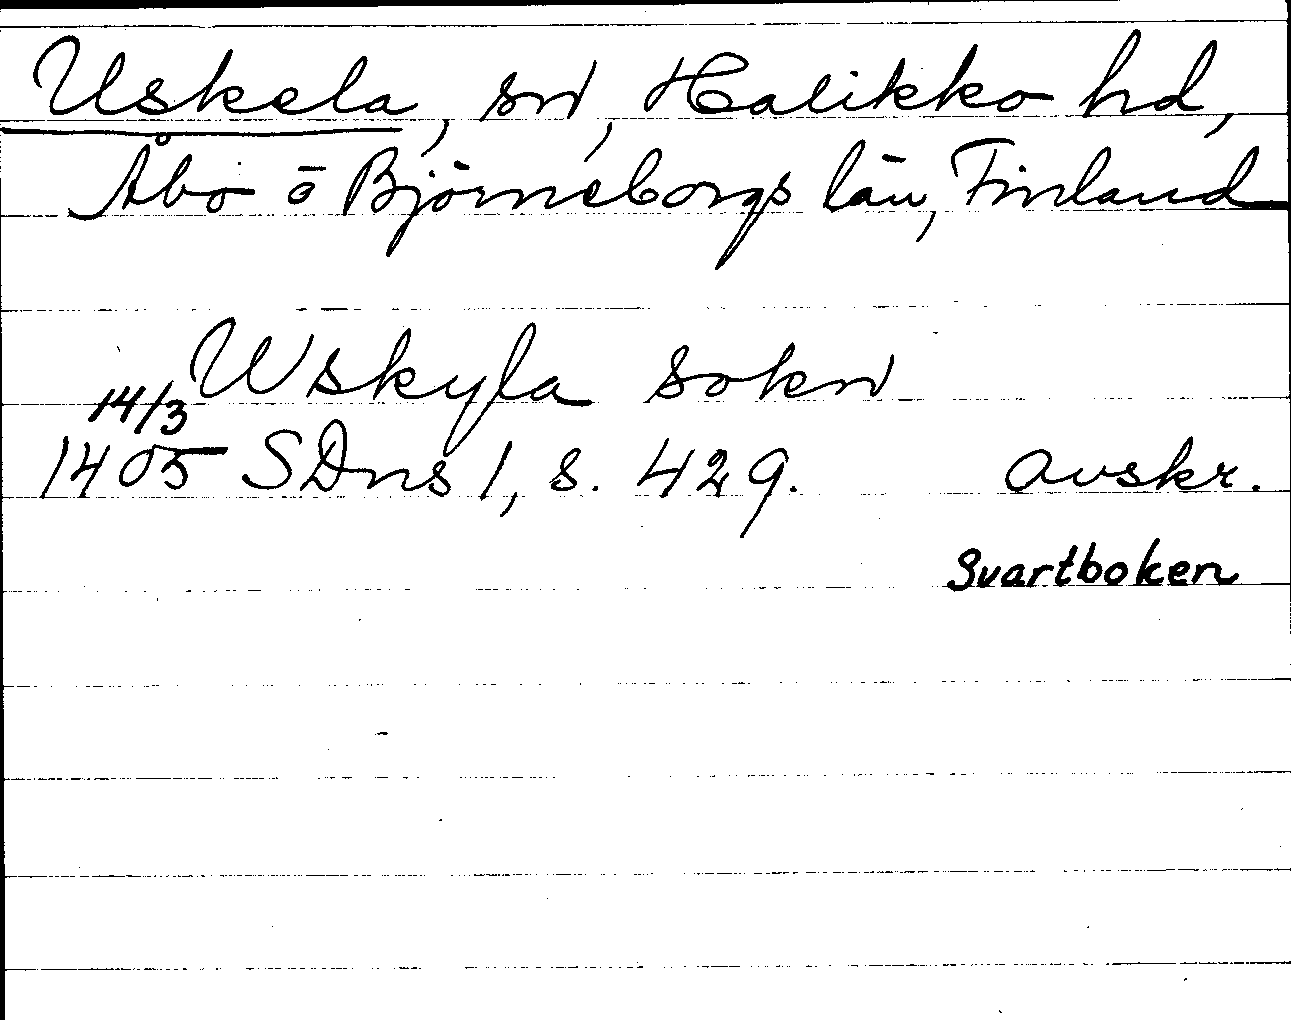 Uskela, sn, Halikko hd,
Åbo ö Björneborgs län, Finland
Wskyla sokn
14/3
1405 SDns 1, s. 429. avskr.
Svartboken